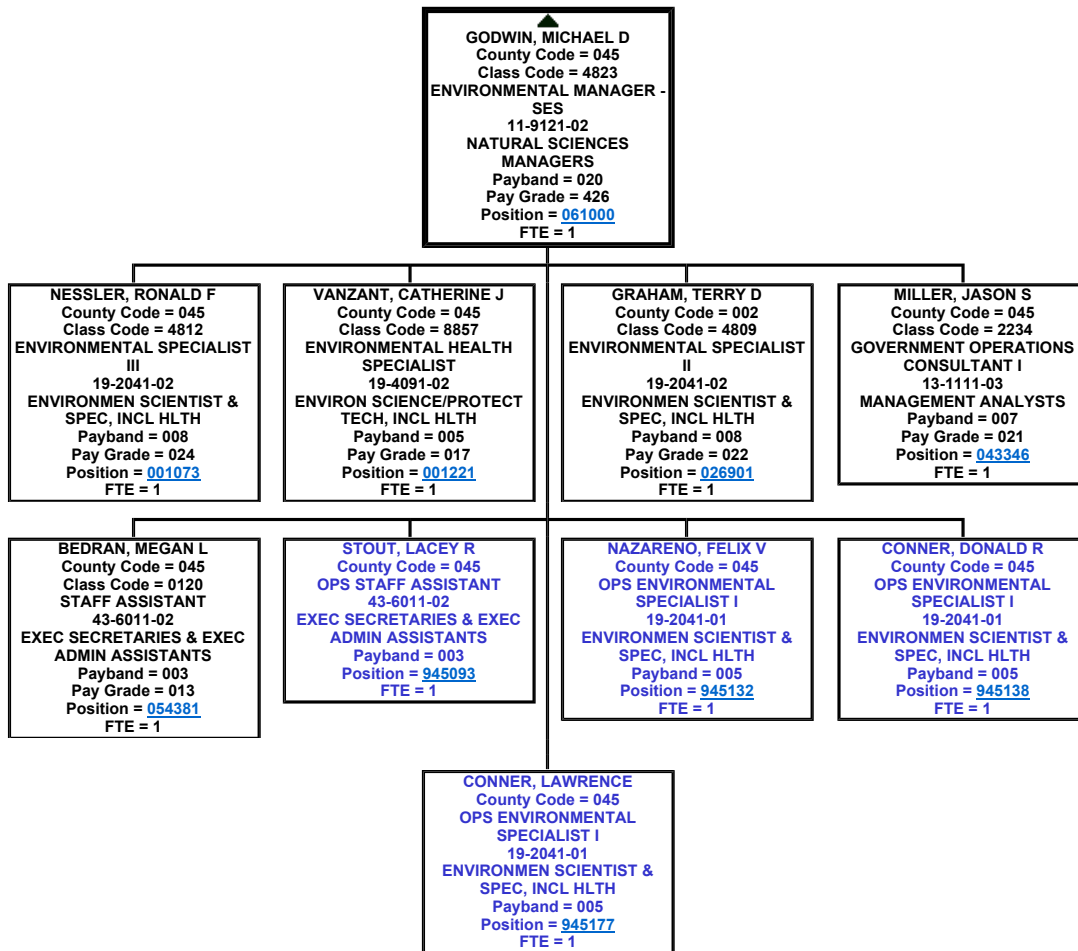 GODWIN, MICHAEL D
County Code = 045
Class Code = 4823
ENVIRONMENTAL MANAGER -
SES
11-9121-02
NATURAL SCIENCES
MANAGERS
Payband = 020
Pay Grade = 426
Position = 061000
FTE = 1
NESSLER, RONALD F
County Code = 045
Class Code = 4812
ENVIRONMENTAL SPECIALIST
III
19-2041-02
ENVIRONMEN SCIENTIST &
SPEC, INCL HLTH
Payband = 008
Pay Grade = 024
Position = 001073
FTE = 1
VANZANT, CATHERINE J
County Code = 045
Class Code = 8857
ENVIRONMENTAL HEALTH
SPECIALIST
19-4091-02
ENVIRON SCIENCE/PROTECT
TECH, INCL HLTH
Payband = 005
Pay Grade = 017
Position = 001221
FTE = 1
GRAHAM, TERRY D
County Code = 002
Class Code = 4809
ENVIRONMENTAL SPECIALIST
II
19-2041-02
ENVIRONMEN SCIENTIST &
SPEC, INCL HLTH
Payband = 008
Pay Grade = 022
Position = 026901
FTE = 1
MILLER, JASON S
County Code = 045
Class Code = 2234
GOVERNMENT OPERATIONS
CONSULTANT I
13-1111-03
MANAGEMENT ANALYSTS
Payband = 007
Pay Grade = 021
Position = 043346
FTE = 1
BEDRAN, MEGAN L
County Code = 045
Class Code = 0120
STAFF ASSISTANT
43-6011-02
EXEC SECRETARIES & EXEC
ADMIN ASSISTANTS
Payband = 003
Pay Grade = 013
Position = 054381
FTE = 1
STOUT, LACEY R
County Code = 045
OPS STAFF ASSISTANT
43-6011-02
EXEC SECRETARIES & EXEC
ADMIN ASSISTANTS
Payband = 003
Position = 945093
FTE = 1
NAZARENO, FELIX V
County Code = 045
OPS ENVIRONMENTAL
SPECIALIST I
19-2041-01
ENVIRONMEN SCIENTIST &
SPEC, INCL HLTH
Payband = 005
Position = 945132
FTE = 1
CONNER, DONALD R
County Code = 045
OPS ENVIRONMENTAL
SPECIALIST I
19-2041-01
ENVIRONMEN SCIENTIST &
SPEC, INCL HLTH
Payband = 005
Position = 945138
FTE = 1
CONNER, LAWRENCE
County Code = 045
OPS ENVIRONMENTAL
SPECIALIST I
19-2041-01
ENVIRONMEN SCIENTIST &
SPEC, INCL HLTH
Payband = 005
Position = 945177
FTE = 1